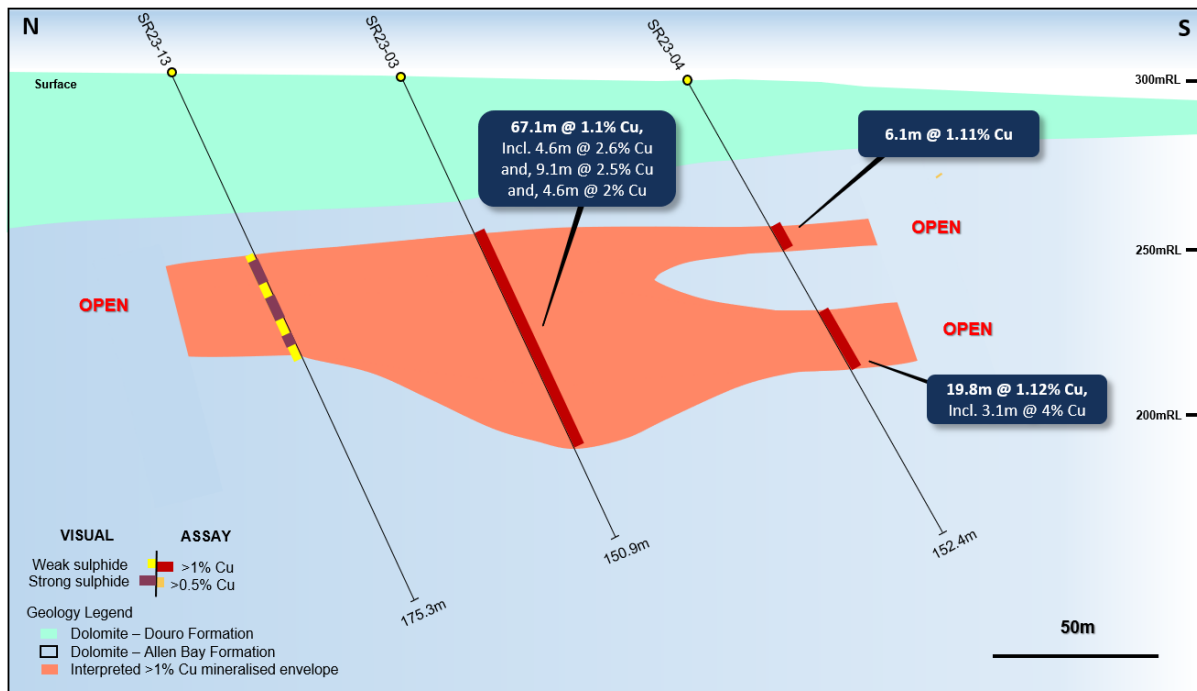 N
S
SR23-13
SR23-03
SR23-04
Surface
300mRL
67.1m @ 1.1% Cu,
Incl. 4.6m @ 2.6% Cu
and, 9.1m @ 2.5% Cu
and, 4.6m @ 2% Cu
6.1m @ 1.11% Cu
OPEN
250mRL
OPEN
OPEN
19.8m @ 1.12% Cu,
Incl. 3.1m @ 4% Cu
200mRL
150.9m
152.4m
175.3m
VISUAL ASSAY
Weak sulphide >1% Cu
Strong sulphide >0.5% Cu
Geology Legend
Dolomite – Douro Formation
Dolomite – Allen Bay Formation
Interpreted >1% Cu mineralised envelope
50m